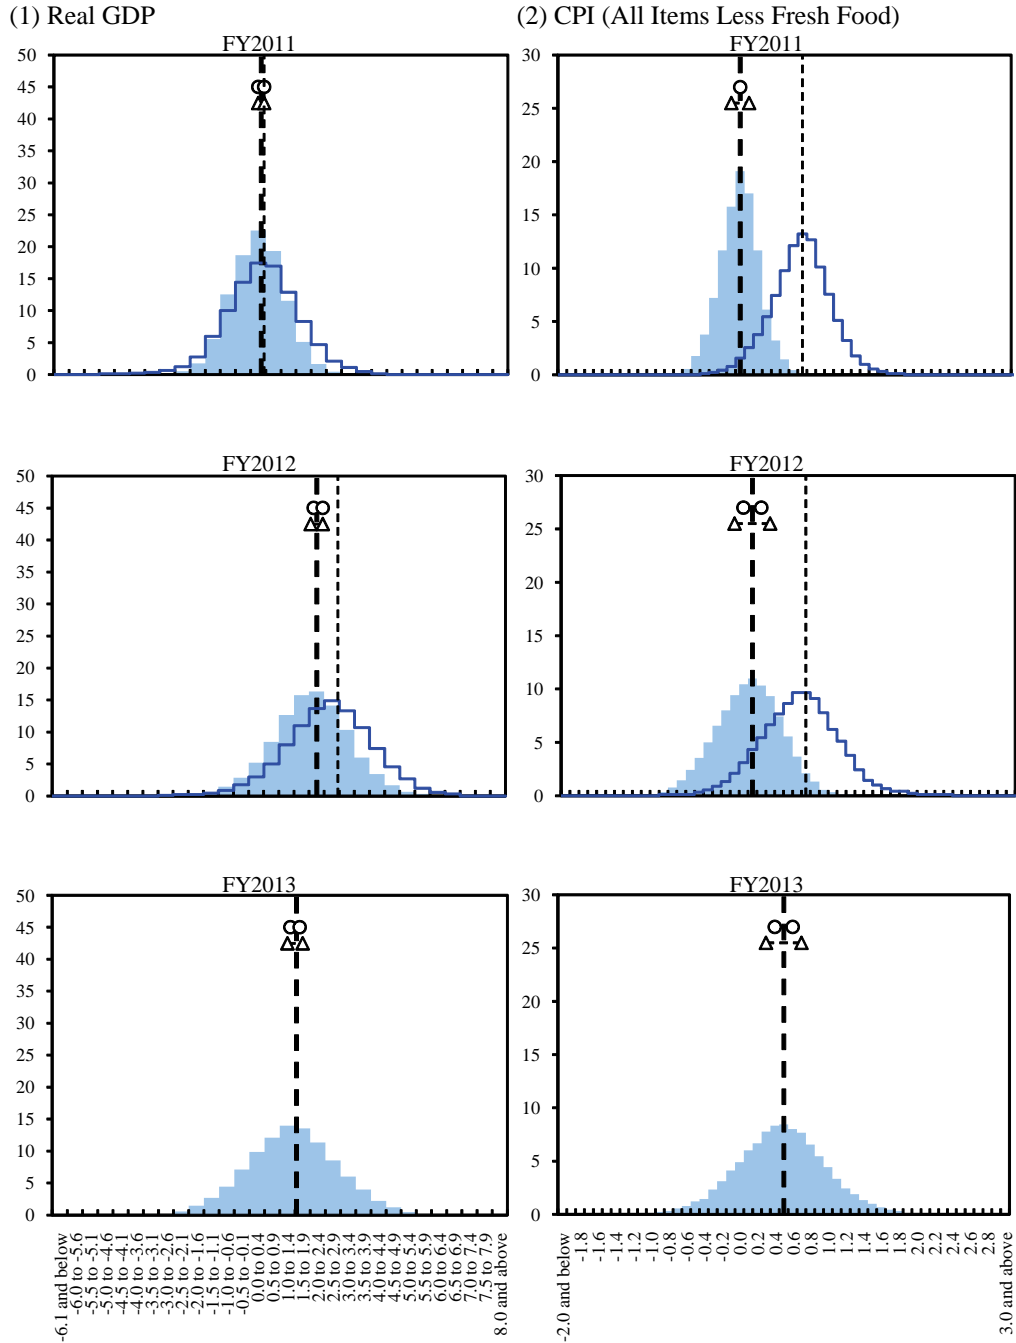 (1) Real GDP
(2) CPI (All Items Less Fresh Food)
FY2011
50
45
40
35
30
25
20
15
10
5
0
FY2011
30
25
20
15
10
5
0
FY2012
50
45
40
35
30
25
20
15
10
5
0
FY2012
30
25
20
15
10
5
0
FY2013
50
45
40
35
30
25
20
15
10
5
0
-6.1 and below
-6.0 to -5.6
-5.5 to -5.1
-5.0 to -4.6
-4.5 to -4.1
-4.0 to -3.6
-3.5 to -3.1
-3.0 to -2.6
-2.5 to -2.1
-2.0 to -1.6
-1.5 to -1.1
-1.0 to -0.6
-0.5 to -0.1
0.0 to 0.4
0.5 to 0.9
1.0 to 1.4
1.5 to 1.9
2.0 to 2.4
2.5 to 2.9
3.0 to 3.4
3.5 to 3.9
4.0 to 4.4
4.5 to 4.9
5.0 to 5.4
5.5 to 5.9
6.0 to 6.4
6.5 to 6.9
7.0 to 7.4
7.5 to 7.9
8.0 and above
FY2013
30
25
20
15
10
5
0
-2.0 and below
-1.8
-1.6
-1.4
-1.2
-1.0
-0.8
-0.6
-0.4
-0.2
0.0
0.2
0.4
0.6
0.8
1.0
1.2
1.4
1.6
1.8
2.0
2.2
2.4
2.6
2.8
3.0 and above